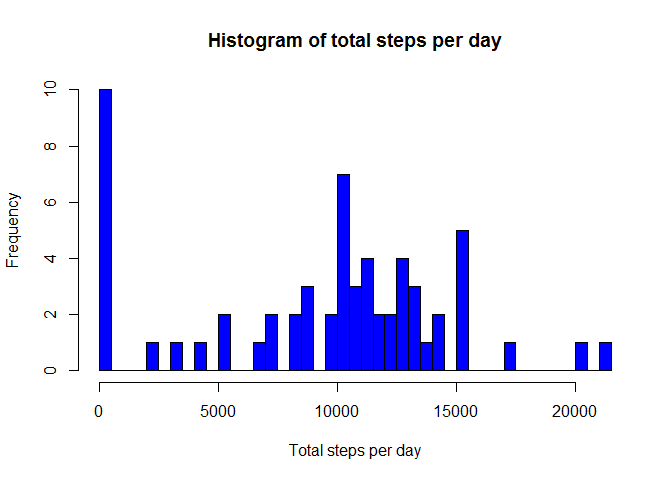 Histogram of total steps per day
Frequency
10
8
6
4
2
0
0 5000 10000 15000 20000
Total steps per day